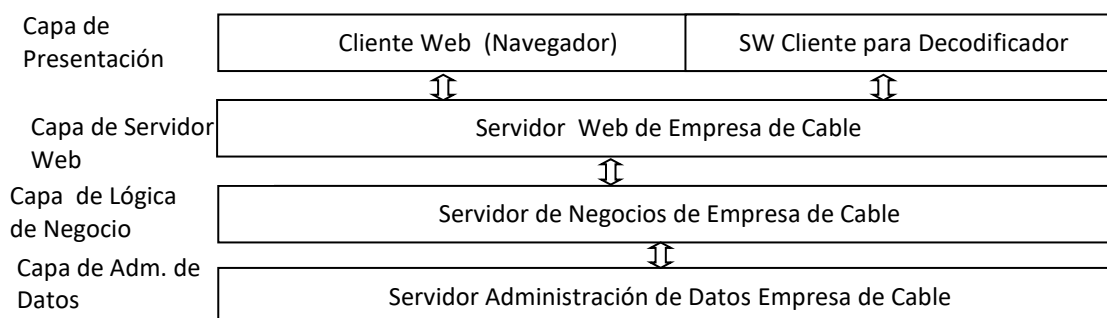 Capa de
Presentación
Cliente Web (Navegador)
SW Cliente para Decodificador
Capa de Servidor
Web
Servidor Web de Empresa de Cable
Capa de Lógica
de Negocio
Servidor de Negocios de Empresa de Cable
Capa de Adm. de
Datos
Servidor Administración de Datos Empresa de Cable